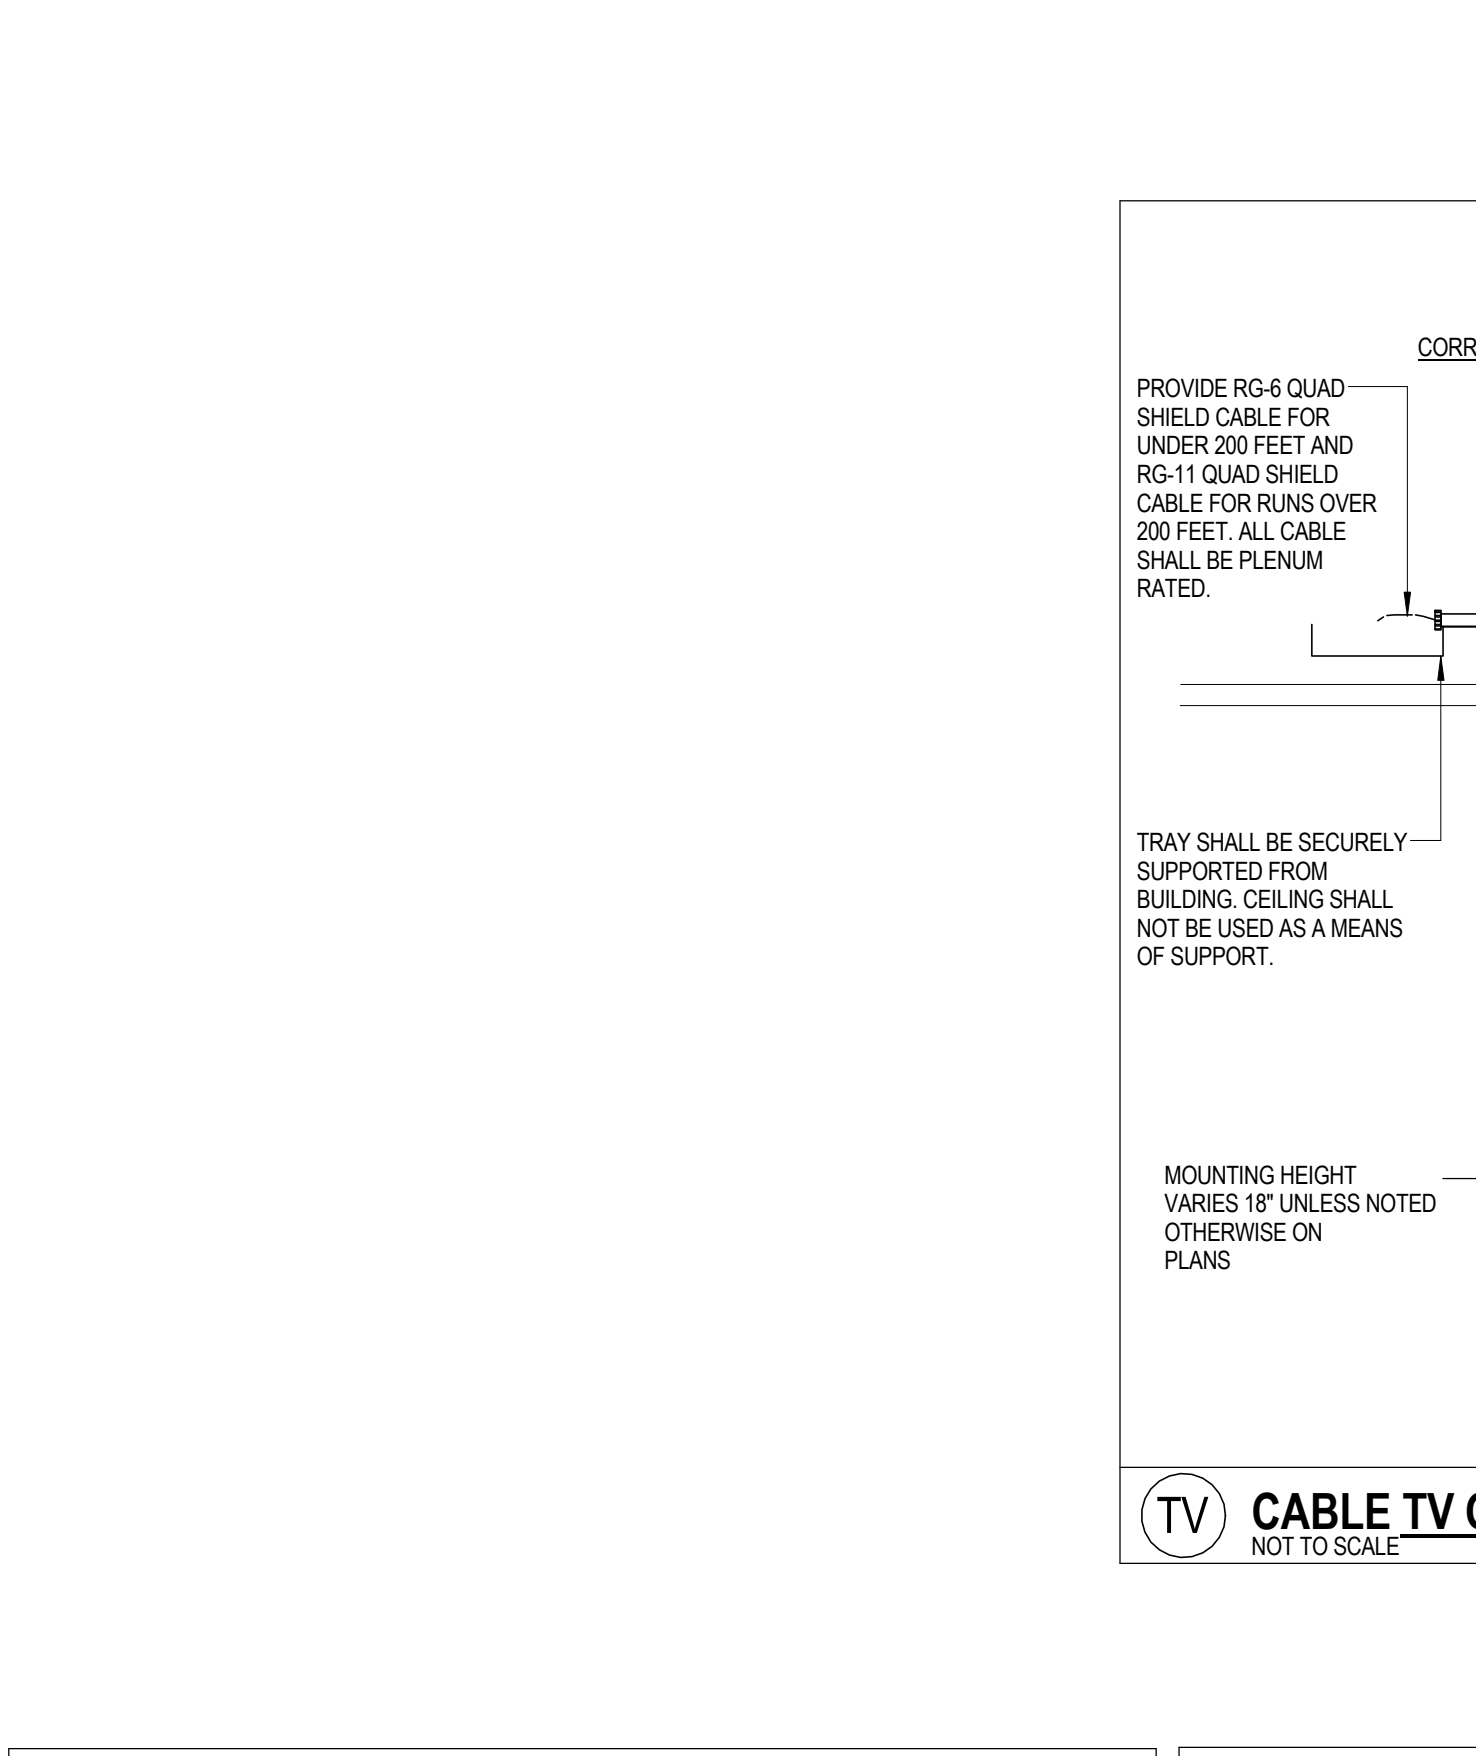 CORR
PROVIDE RG-6 QUAD
SHIELD CABLE FOR
UNDER 200 FEET AND
RG-11 QUAD SHIELD
CABLE FOR RUNS OVER
200 FEET. ALL CABLE
SHALL BE PLENUM
RATED.
TRAY SHALL BE SECURELY
SUPPORTED FROM
BUILDING. CEILING SHALL
NOT BE USED AS A MEANS
OF SUPPORT.
MOUNTING HEIGHT
VARIES 18" UNLESS NOTED
OTHERWISE ON
PLANS
TV
CABLE TV
NOT TO SCALE